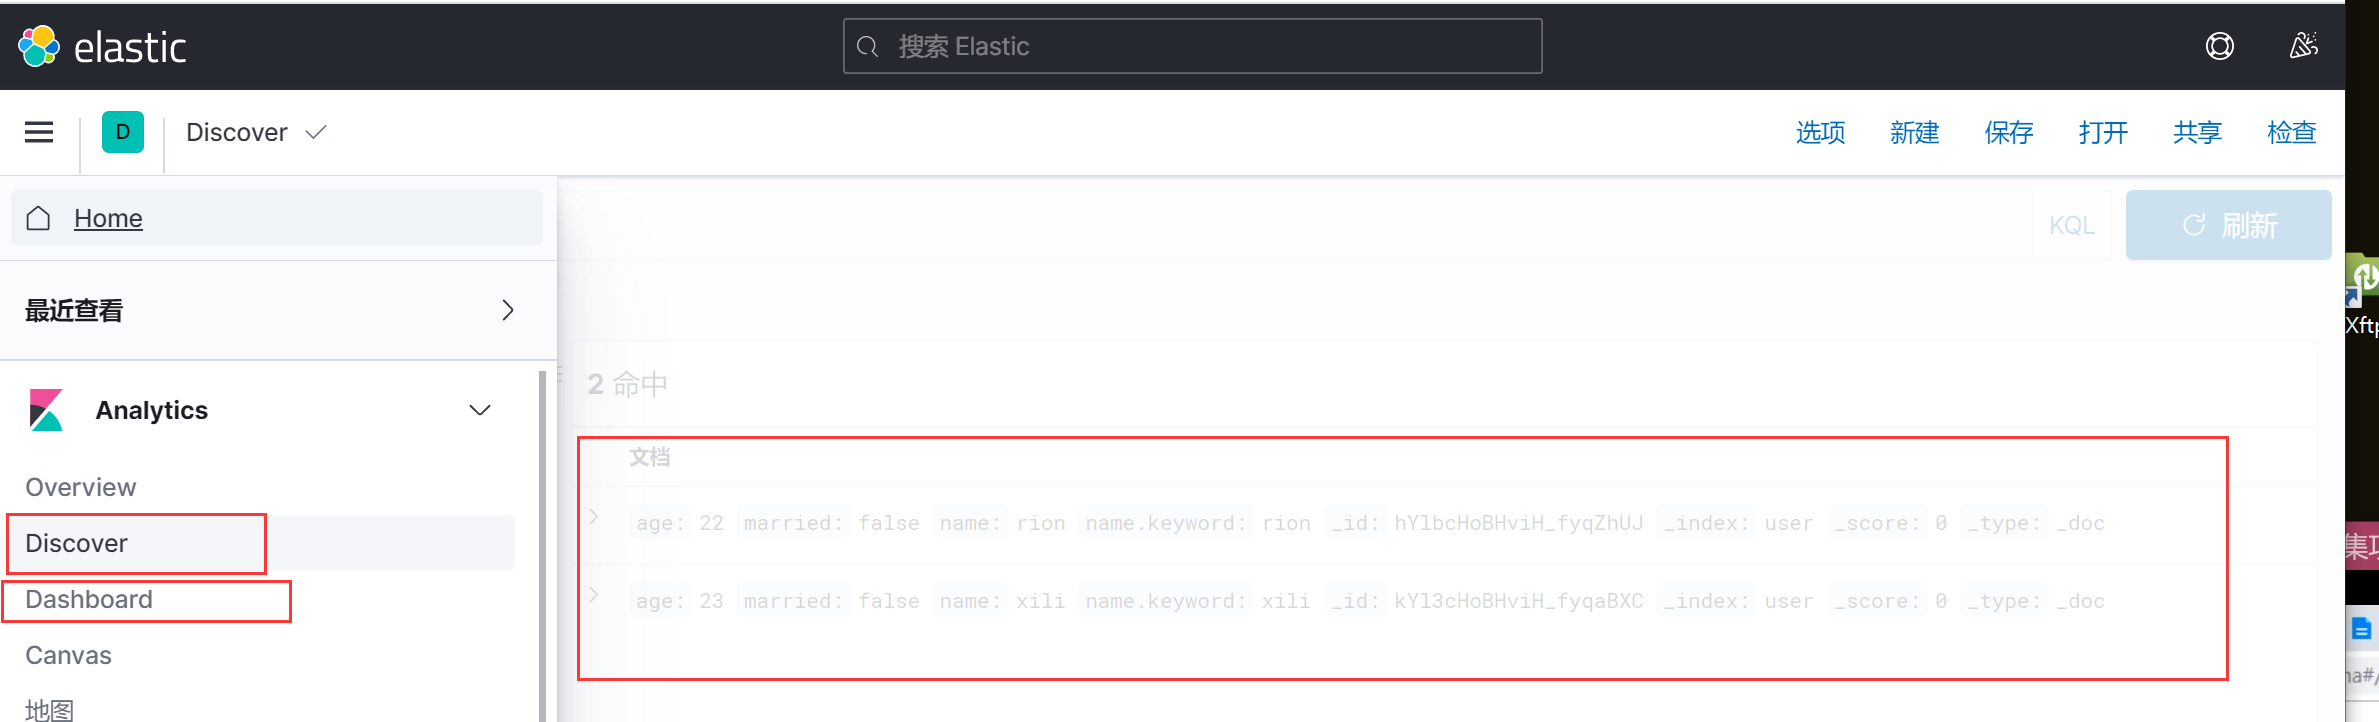 elastic
搜索 Elastic
D
Discover
选项 新建 保存 打开 共享 检查
Home
KQL
刷新
最近查看
2 命中
Analytics
文档
Overview
age: 22 married: false name: rion name.keyword: rion _id: hYlbcHoBHviH_fyqZhUJ _index: user _score: 0 _type: _doc
Discover
age: 23 married: false name: xili name.keyword: xili _id: kYl3cHoBHviH_fyqaBXC _index: user _score: 0 _type: _doc
Dashboard
Canvas
地图
Xftp